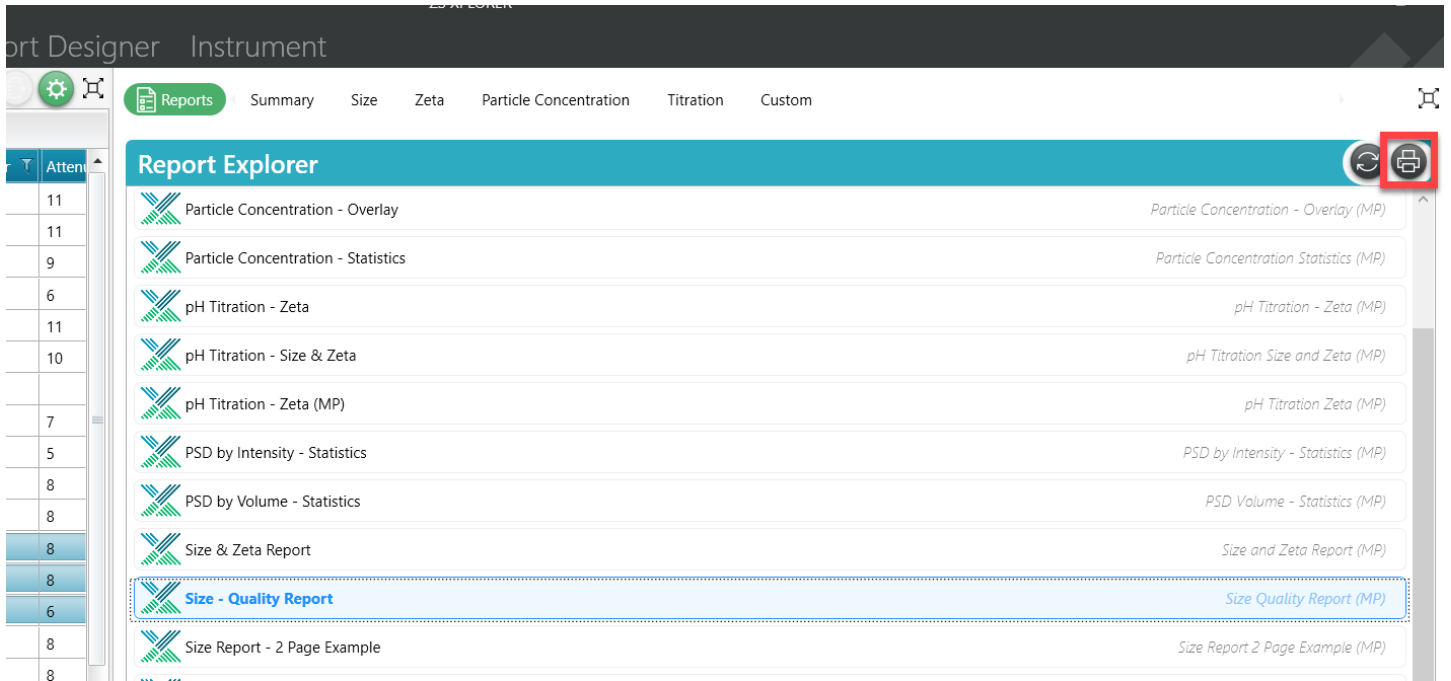 ort Designer Instrument
Reports Summary Size Zeta Particle Concentration Titration Custom
r Atten
Report Explorer
11
11
9
6
11
10
7
5
8
8
8
8
6
8
8
Particle Concentration - Overlay Particle Concentration - Overlay (MP)
Particle Concentration - Statistics Particle Concentration Statistics (MP)
pH Titration - Zeta pH Titration - Zeta (MP)
pH Titration - Size & Zeta pH Titration Size and Zeta (MP)
pH Titration - Zeta (MP) pH Titration Zeta (MP)
PSD by Intensity - Statistics PSD by Intensity - Statistics (MP)
PSD by Volume - Statistics PSD Volume - Statistics (MP)
Size & Zeta Report Size and Zeta Report (MP)
Size - Quality Report Size Quality Report (MP)
Size Report - 2 Page Example Size Report 2 Page Example (MP)